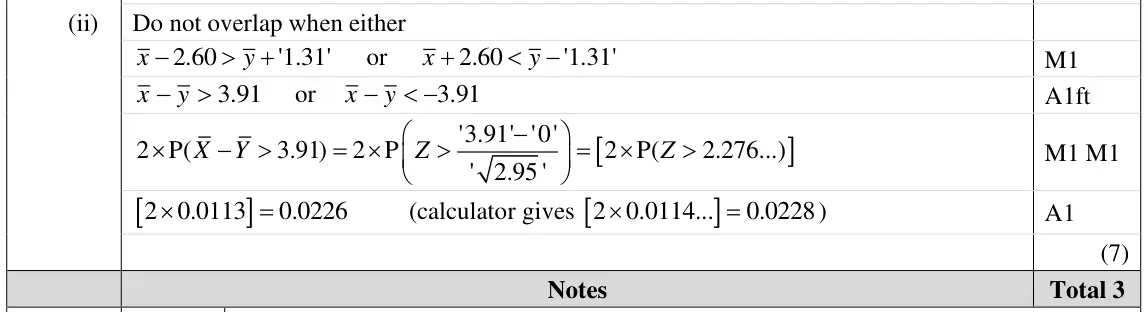 (ii) Do not overlap when either
x̅ − 2.60 > y̅ + '1.31' or x̅ + 2.60 < y̅ − '1.31' M1
x̅ − y̅ > 3.91 or x̅ − y̅ < −3.91 A1ft
2×P(X̅ − Y̅ > 3.91) = 2×P(Z > ('3.91'−'0')/'√2.95') = [2×P(Z > 2.276...)] M1 M1
[2×0.0113] = 0.0226 (calculator gives [2×0.0114...] = 0.0228) A1
(7)
Notes Total 3